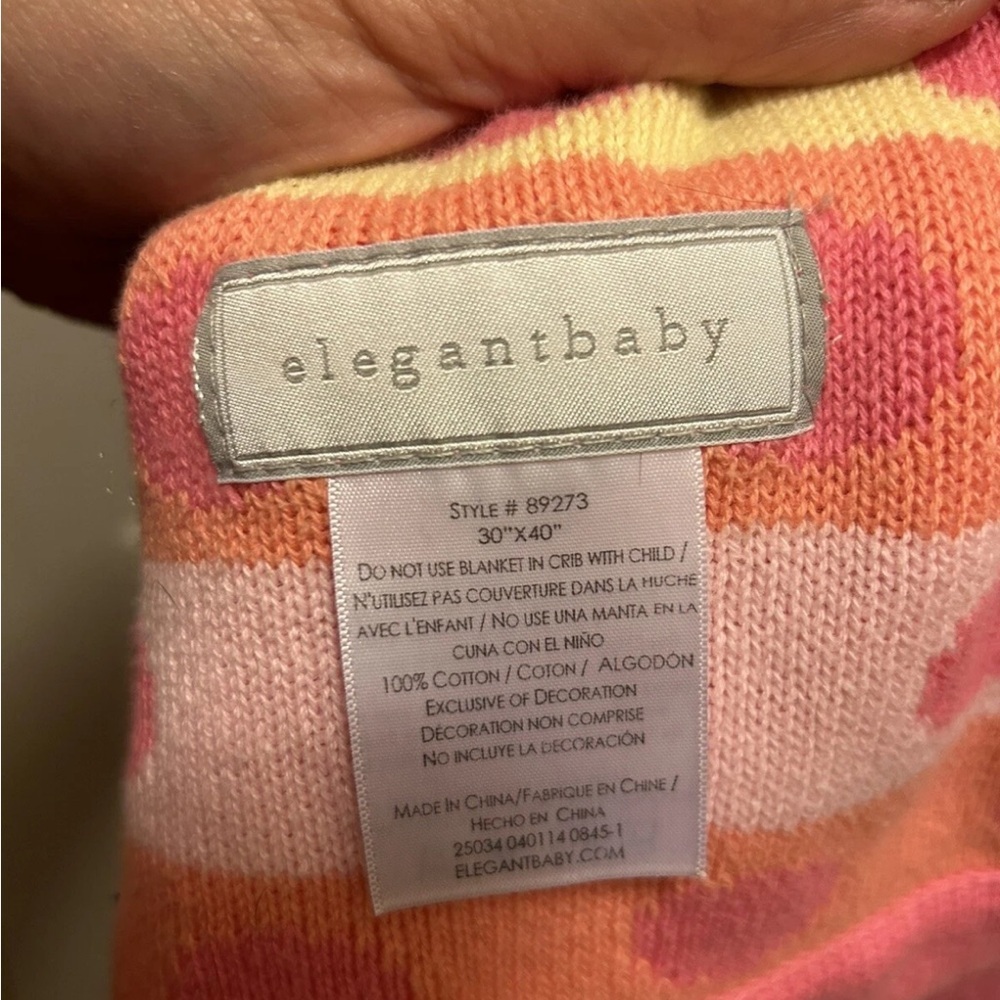 elegantbaby
STYLE # 89273
30"X40"
DO NOT USE BLANKET IN CRIB WITH CHILD /
N'UTILISEZ PAS COUVERTURE DANS LA HUCHE
AVEC L'ENFANT / NO USE UNA MANTA EN LA
CUNA CON EL NIÑO
100% COTTON / COTON / ALGODÓN
EXCLUSIVE OF DECORATION
DÉCORATION NON COMPRISE
NO INCLUYE LA DECORACIÓN
MADE IN CHINA/FABRIQUE EN CHINE /
HECHO EN CHINA
25034 040114 0845-1
ELEGANTBABY.COM